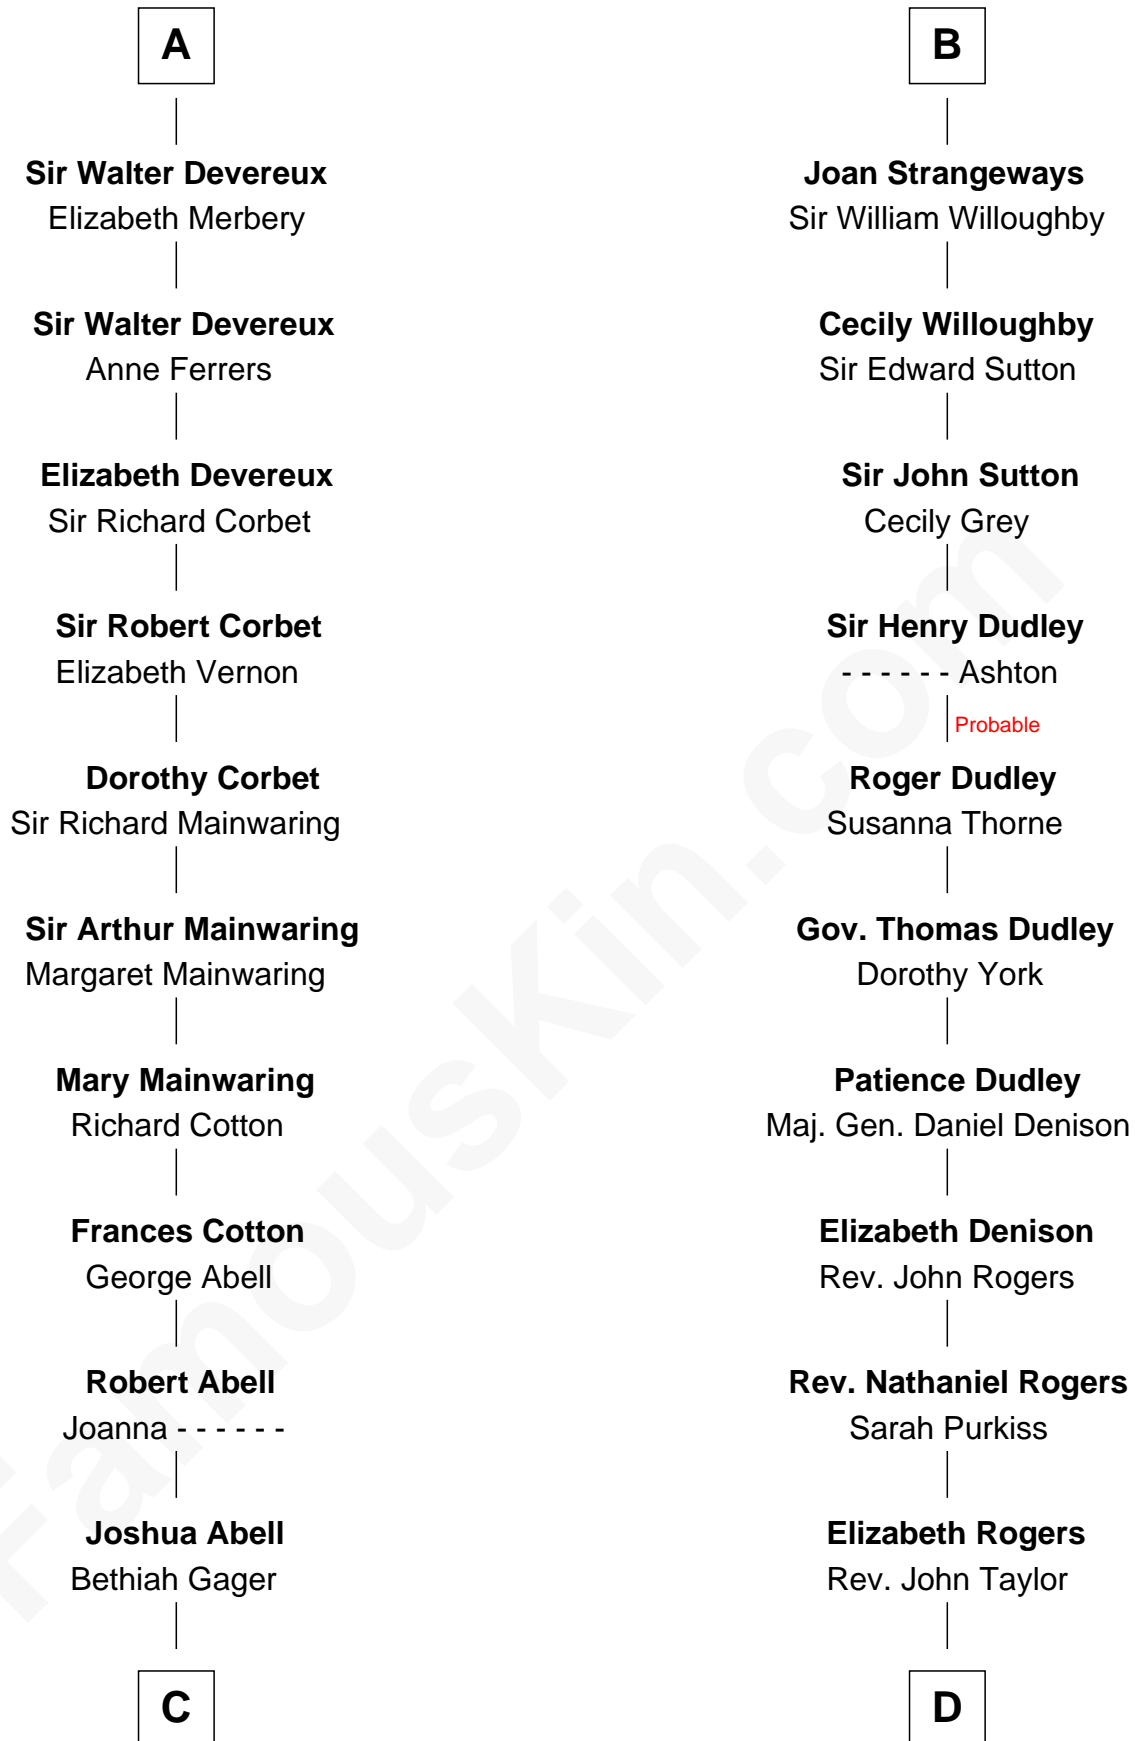 A
Sir Walter Devereux
Elizabeth Merbery
Sir Walter Devereux
Anne Ferrers
Elizabeth Devereux
Sir Richard Corbet
Sir Robert Corbet
Elizabeth Vernon
Dorothy Corbet
Sir Richard Mainwaring
Sir Arthur Mainwaring
Margaret Mainwaring
Mary Mainwaring
Richard Cotton
Frances Cotton
George Abell
Robert Abell
Joanna - - - - - -
Joshua Abell
Bethiah Gager
C
B
Joan Strangeways
Sir William Willoughby
Cecily Willoughby
Sir Edward Sutton
Sir John Sutton
Cecily Grey
Sir Henry Dudley
- - - - - - Ashton
Probable
Roger Dudley
Susanna Thorne
Gov. Thomas Dudley
Dorothy York
Patience Dudley
Maj. Gen. Daniel Denison
Elizabeth Denison
Rev. John Rogers
Rev. Nathaniel Rogers
Sarah Purkiss
Elizabeth Rogers
Rev. John Taylor
D
FamousKin.com